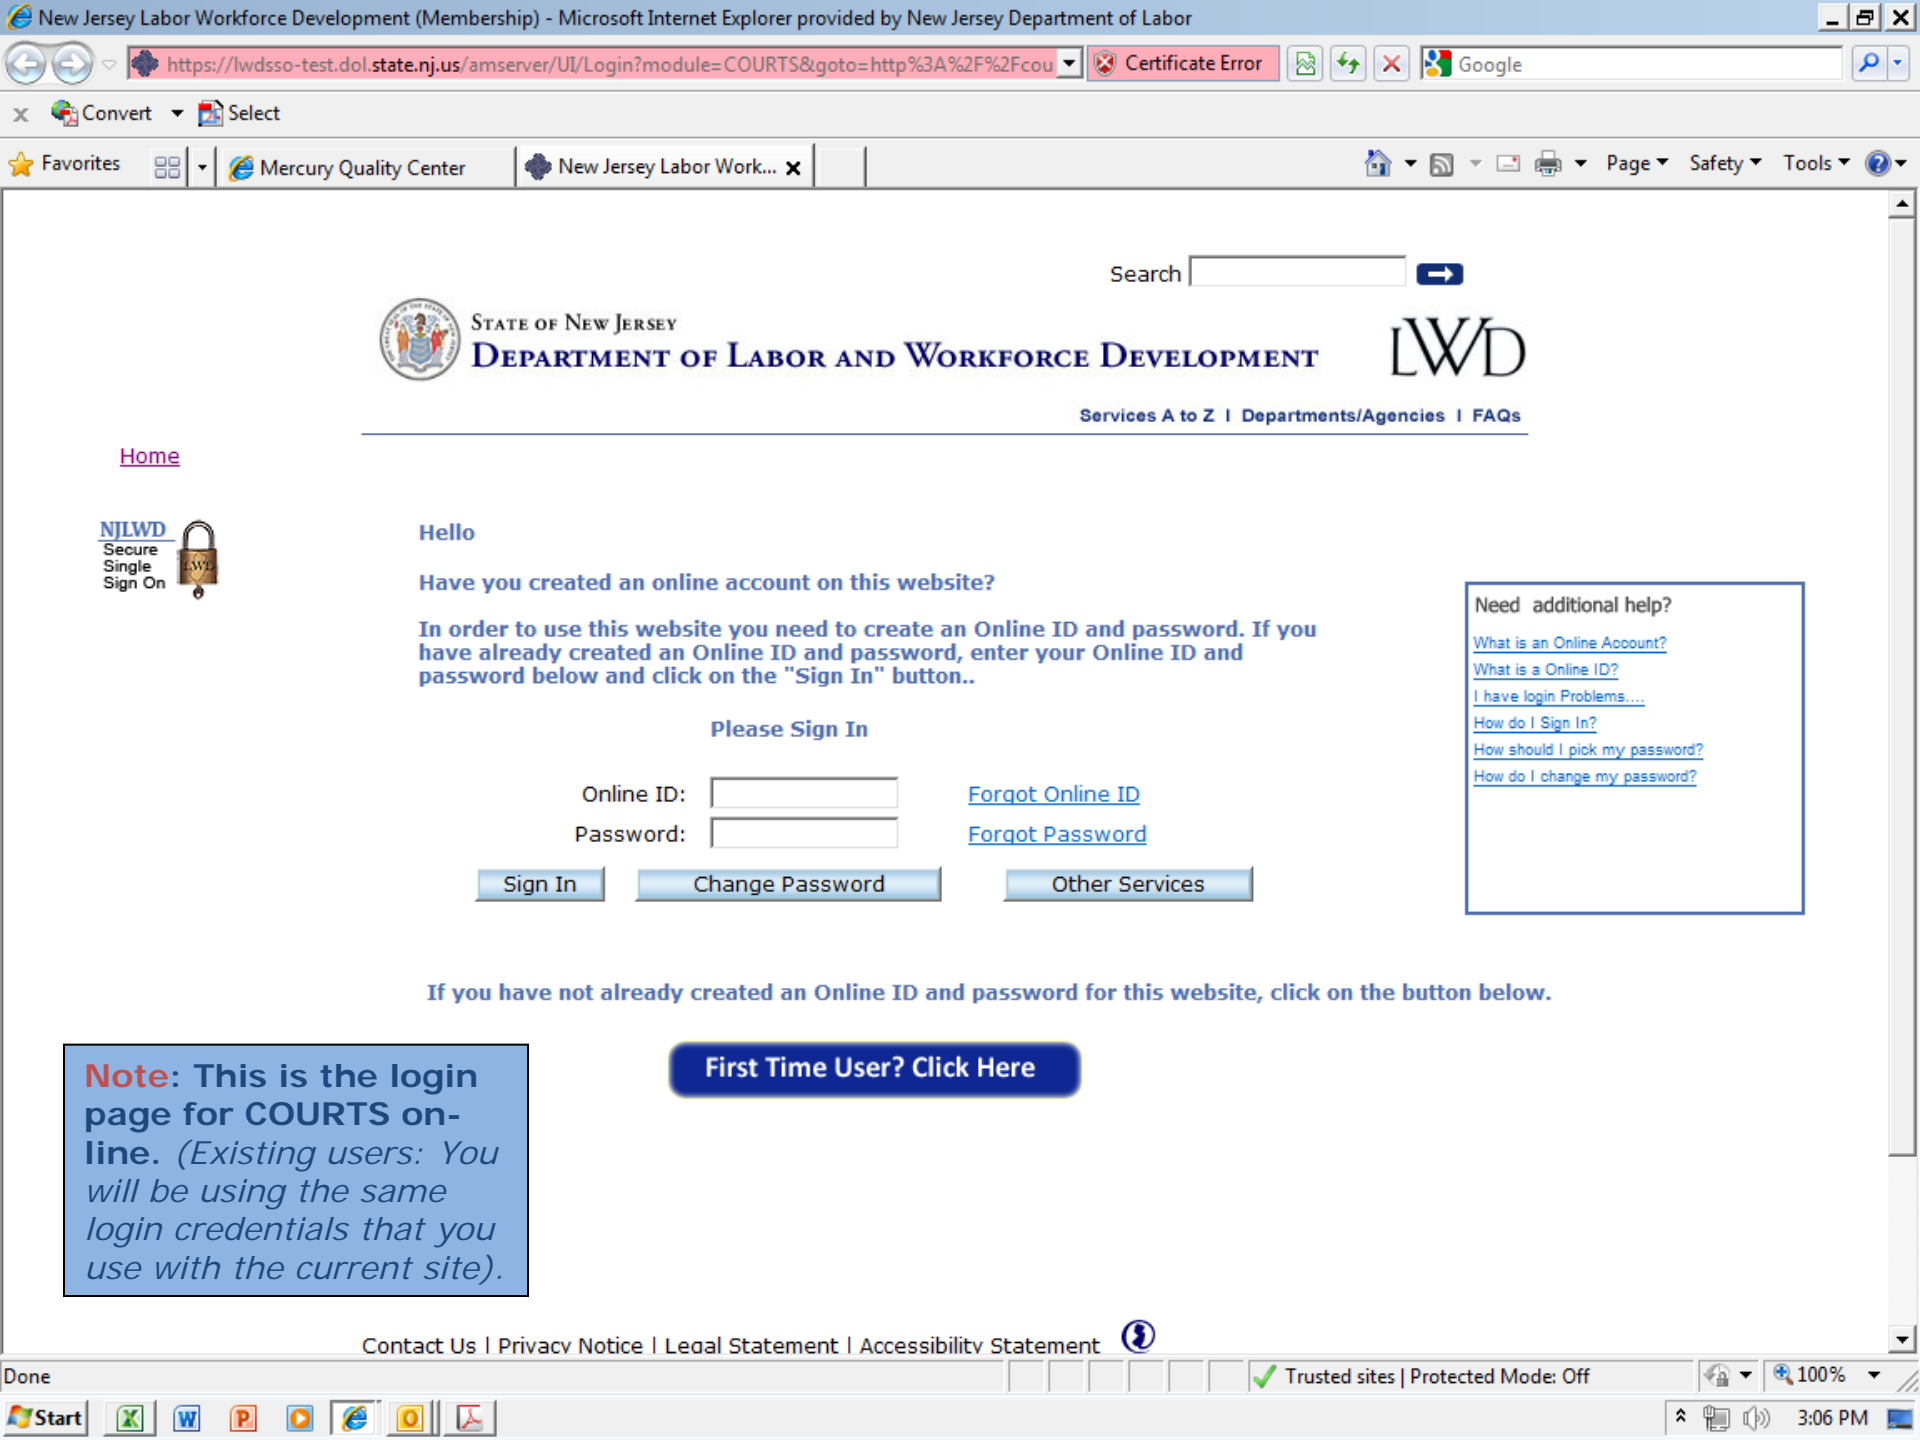 New Jersey Labor Workforce Development (Membership) - Microsoft Internet Explorer provided by New Jersey Department of Labor
https://lwdsso-test.dol.state.nj.us/amserver/UI/Login?module=COURTS&goto=http%3A%2F%2Fcou
Certificate Error
Google
x Convert Select
Favorites
Mercury Quality Center
New Jersey Labor Work...
Page Safety Tools
Search
STATE OF NEW JERSEY
DEPARTMENT OF LABOR AND WORKFORCE DEVELOPMENT
LWD
Services A to Z | Departments/Agencies | FAQs
Home
NJLWD
Secure
Single
Sign On
LWD
Hello
Have you created an online account on this website?
In order to use this website you need to create an Online ID and password. If you
have already created an Online ID and password, enter your Online ID and
password below and click on the "Sign In" button..
Please Sign In
Online ID: Forgot Online ID
Password: Forgot Password
Sign In Change Password Other Services
Need additional help?
What is an Online Account?
What is a Online ID?
I have login Problems....
How do I Sign In?
How should I pick my password?
How do I change my password?
If you have not already created an Online ID and password for this website, click on the button below.
First Time User? Click Here
Note: This is the login
page for COURTS on-
line. (Existing users: You
will be using the same
login credentials that you
use with the current site).
Contact Us | Privacy Notice | Legal Statement | Accessibility Statement
Done
Trusted sites | Protected Mode: Off
100%
Start
3:06 PM